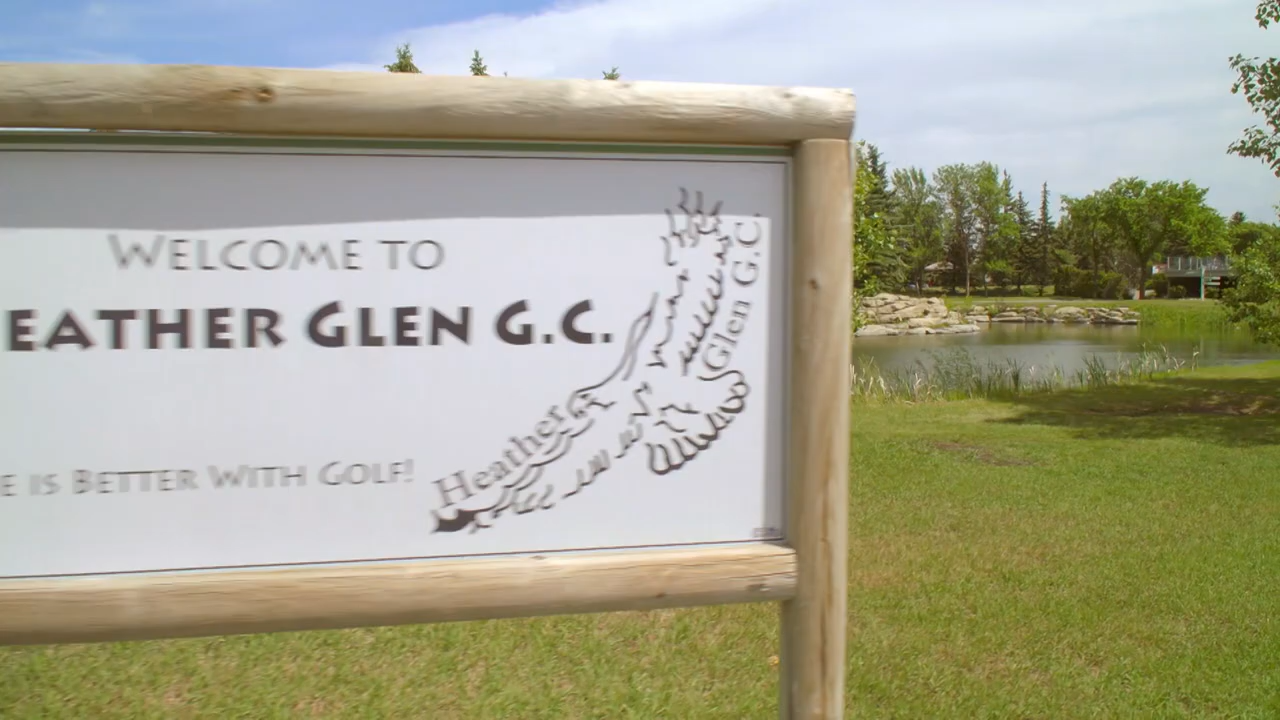 WELCOME TO
EATHER GLEN G.C.
E IS BETTER WITH GOLF!
Heather
Glen G.C.